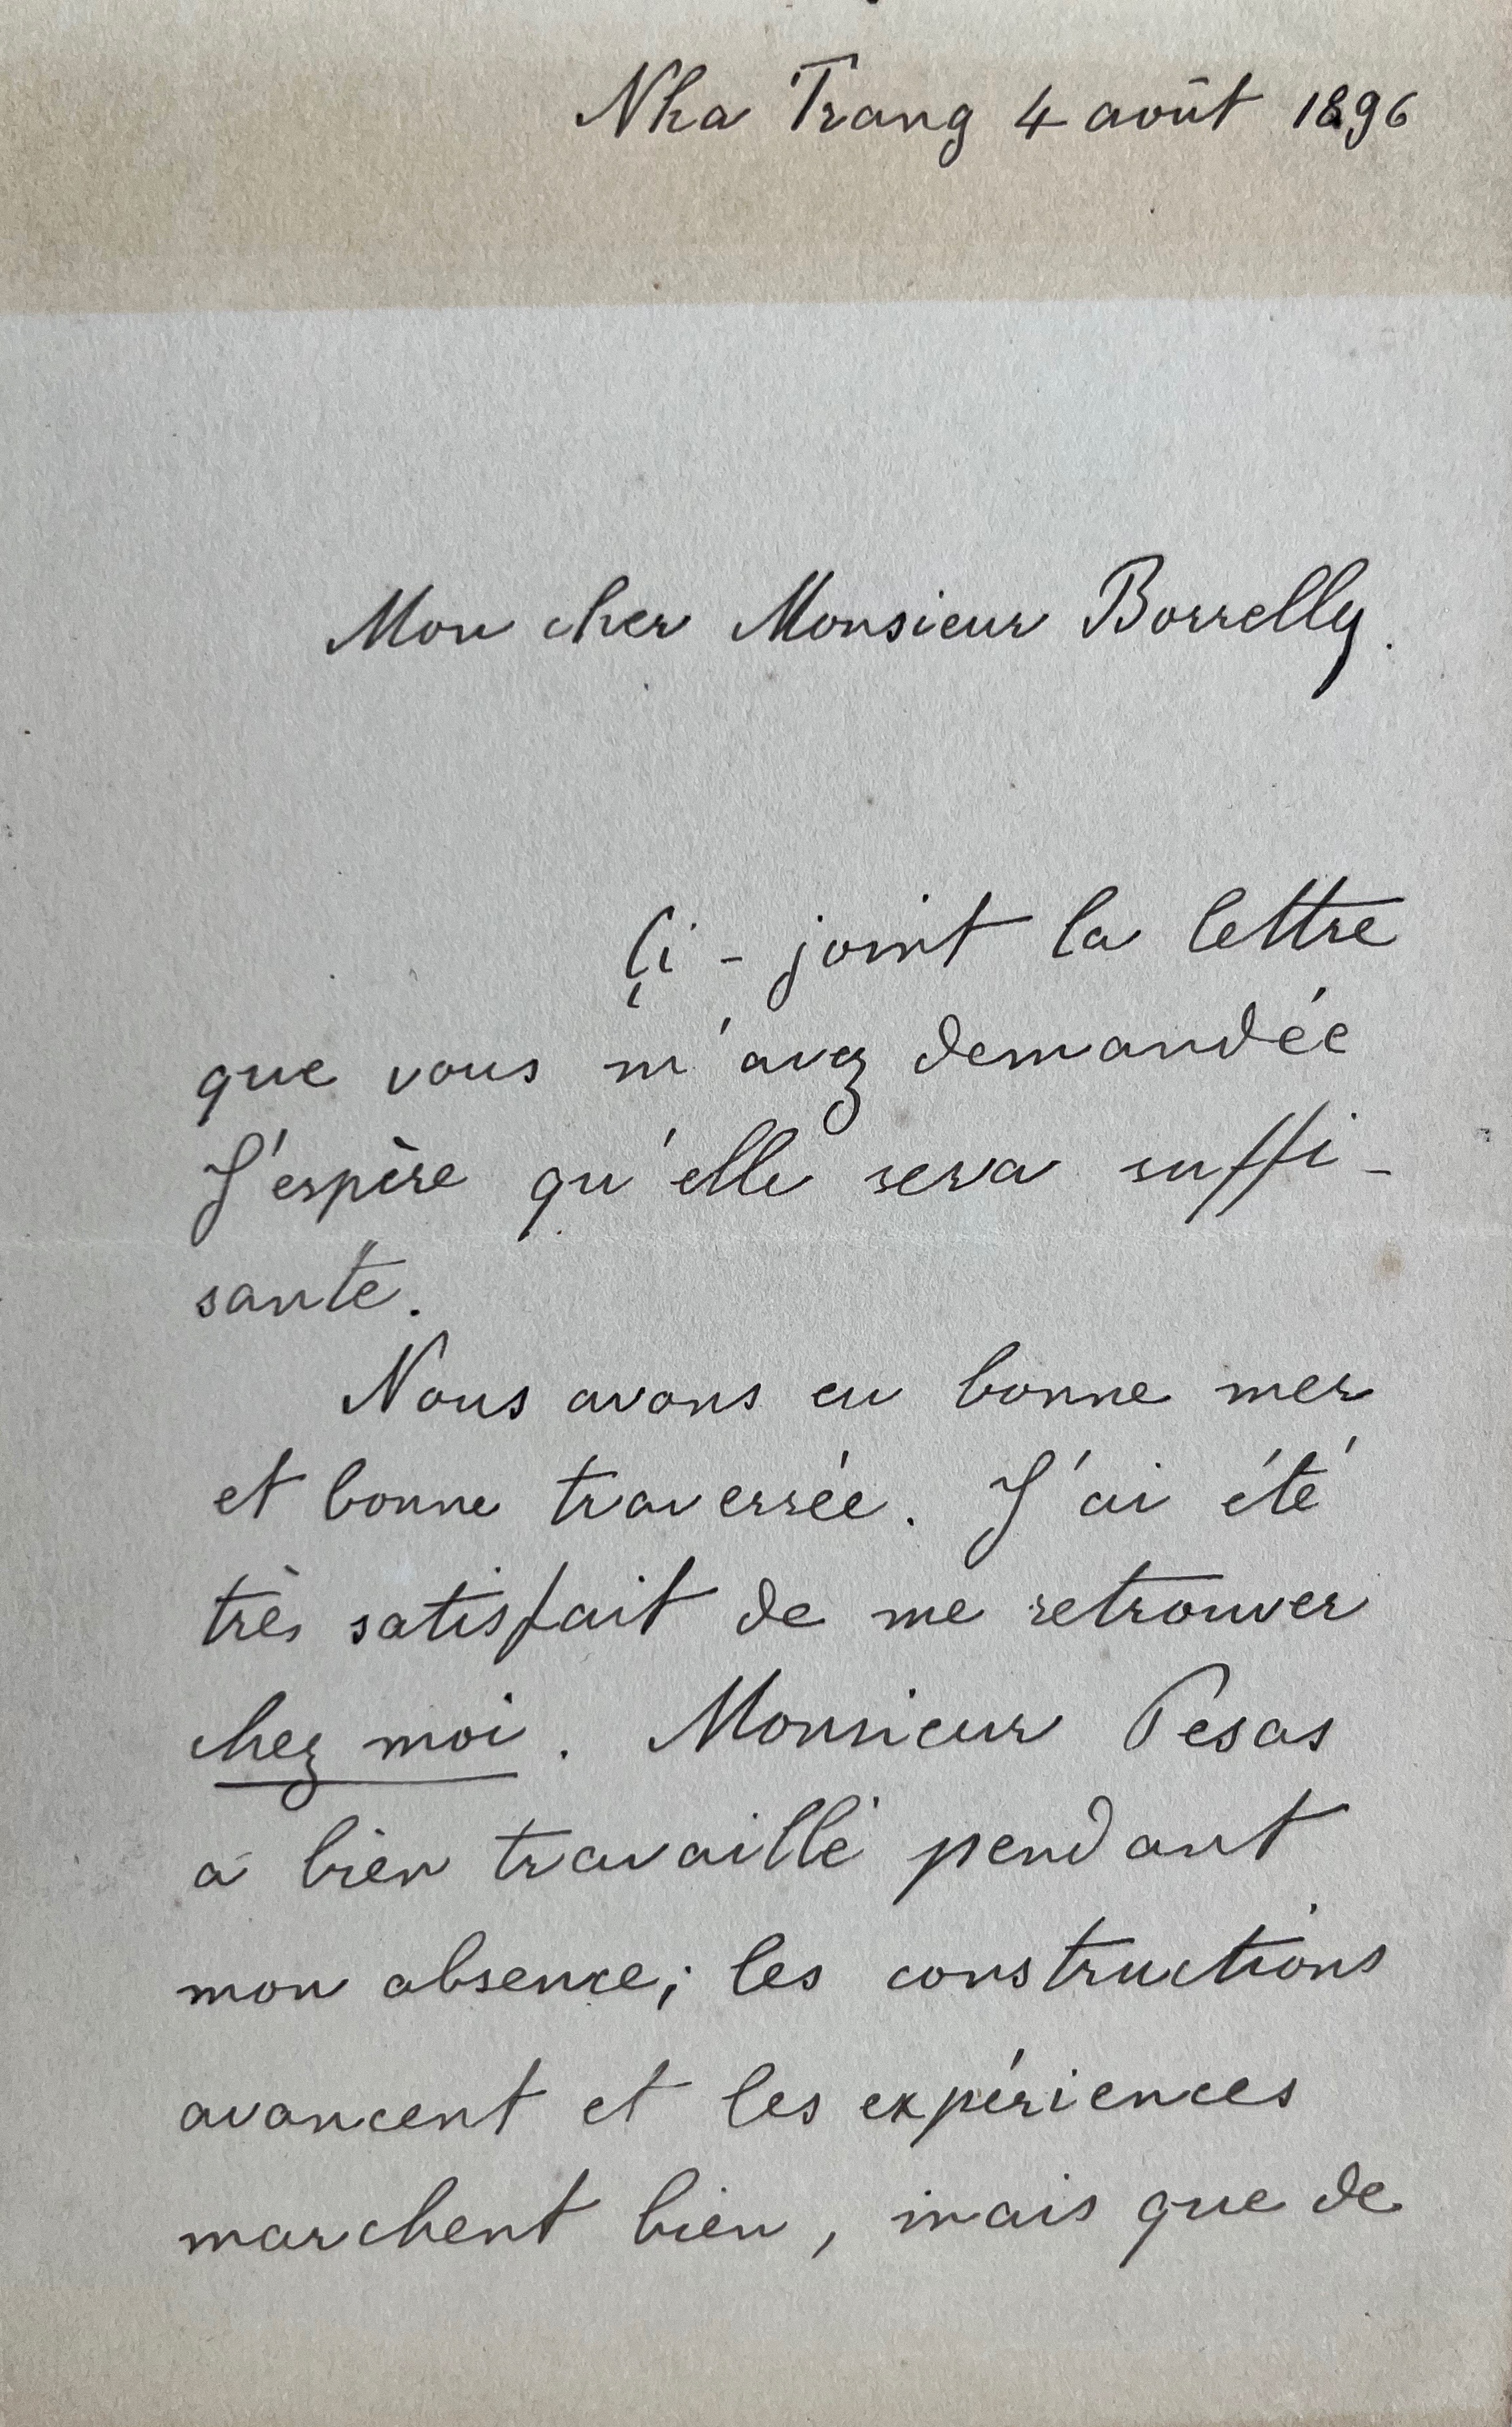 Nha Trang 4 août 1896
Mon cher Monsieur Borrelly.
Çi-joint la lettre
que vous m'avez demandée
J'espère qu'elle sera suffi-
sante.
Nous avons eu bonne mer
et bonne traversée. J'ai été
très satisfait de me retrouver
chez moi. Monsieur Pesas
a bien travaillé pendant
mon absence; les constructions
avancent et les expériences
marchent bien, mais que de